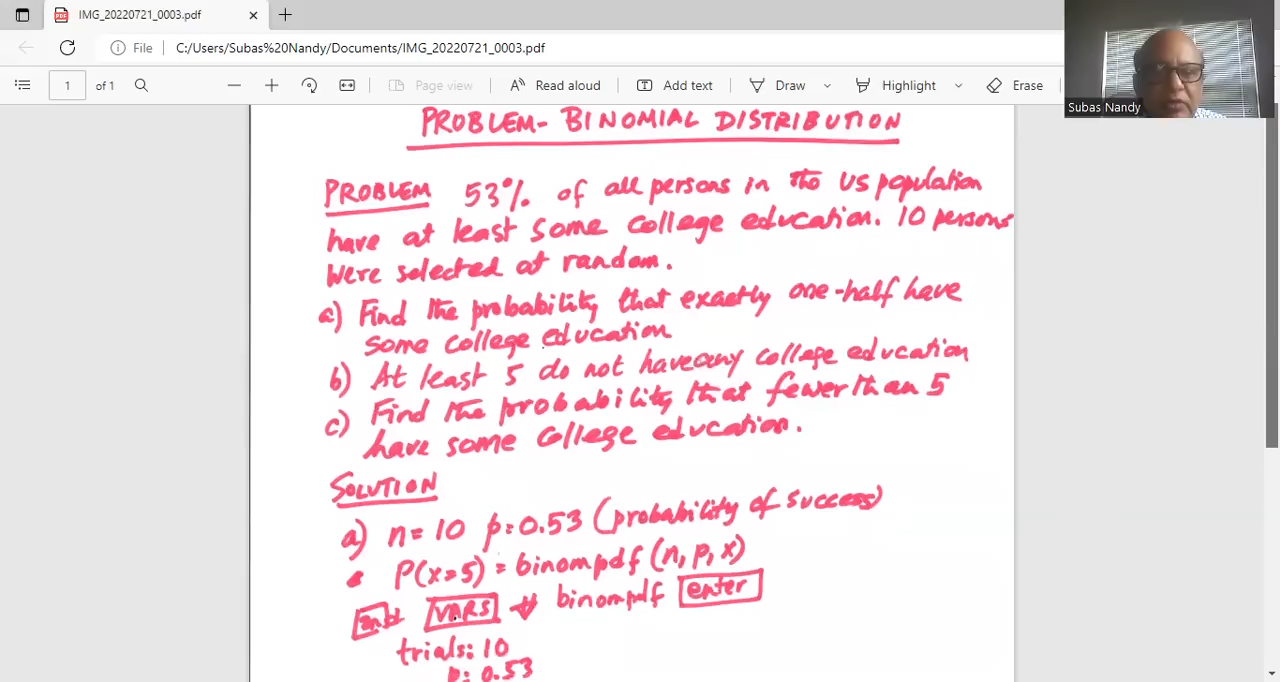 IMG_20220721_0003.pdf
File C:/Users/Subas%20Nandy/Documents/IMG_20220721_0003.pdf
1 of 1 Page view Read aloud Add text Draw Highlight Erase
Subas Nandy
PROBLEM- BINOMIAL DISTRIBUTION
PROBLEM 53% of all persons in the US population
have at least some college education. 10 persons
were selected at random.
a) Find the probability that exactly one-half have
some college education
b) At least 5 do not have any college education
c) Find the probability that fewer than 5
have some college education.
SOLUTION
a) n= 10 p=0.53 (probability of success)
P(x=5) = binompdf (n, p, x)
2nd VARS binompdf enter
trials: 10
p: 0.53